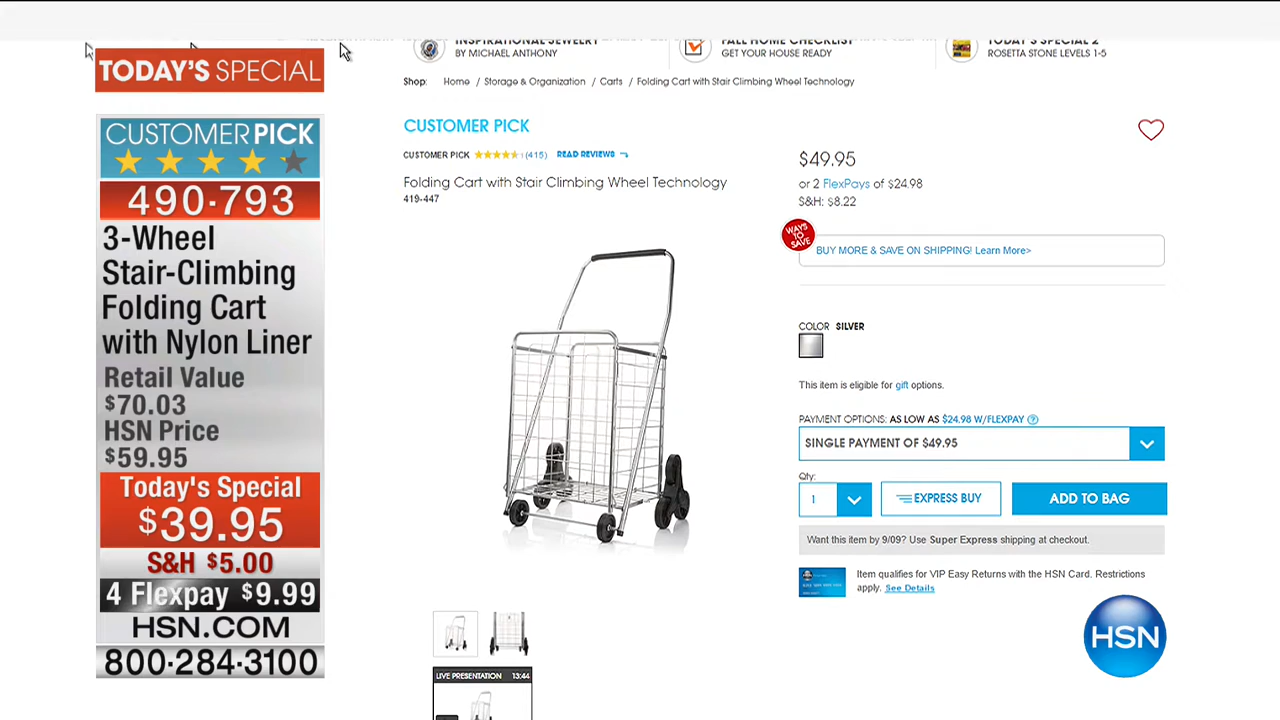 INSPIRATIONAL JEWELRY
BY MICHAEL ANTHONY
FALL HOME CHECKLIST
GET YOUR HOUSE READY
TODAY'S SPECIAL 2
ROSETTA STONE LEVELS 1-5
TODAY'S SPECIAL
CUSTOMER PICK
490-793
3-Wheel
Stair-Climbing
Folding Cart
with Nylon Liner
Retail Value
$70.03
HSN Price
$59.95
Today's Special
$39.95
S&H $5.00
4 Flexpay $9.99
HSN.COM
800-284-3100
Shop: Home / Storage & Organization / Carts / Folding Cart with Stair Climbing Wheel Technology
CUSTOMER PICK
CUSTOMER PICK (415) READ REVIEWS
Folding Cart with Stair Climbing Wheel Technology
419-447
$49.95
or 2 FlexPays of $24.98
S&H: $8.22
WAYS
TO
SAVE
BUY MORE & SAVE ON SHIPPING! Learn More>
COLOR SILVER
This item is eligible for gift options.
PAYMENT OPTIONS: AS LOW AS $24.98 W/FLEXPAY ?
SINGLE PAYMENT OF $49.95
Qty:
1
EXPRESS BUY
ADD TO BAG
Want this item by 9/09? Use Super Express shipping at checkout.
Item qualifies for VIP Easy Returns with the HSN Card. Restrictions
apply. See Details
LIVE PRESENTATION 13:44
HSN